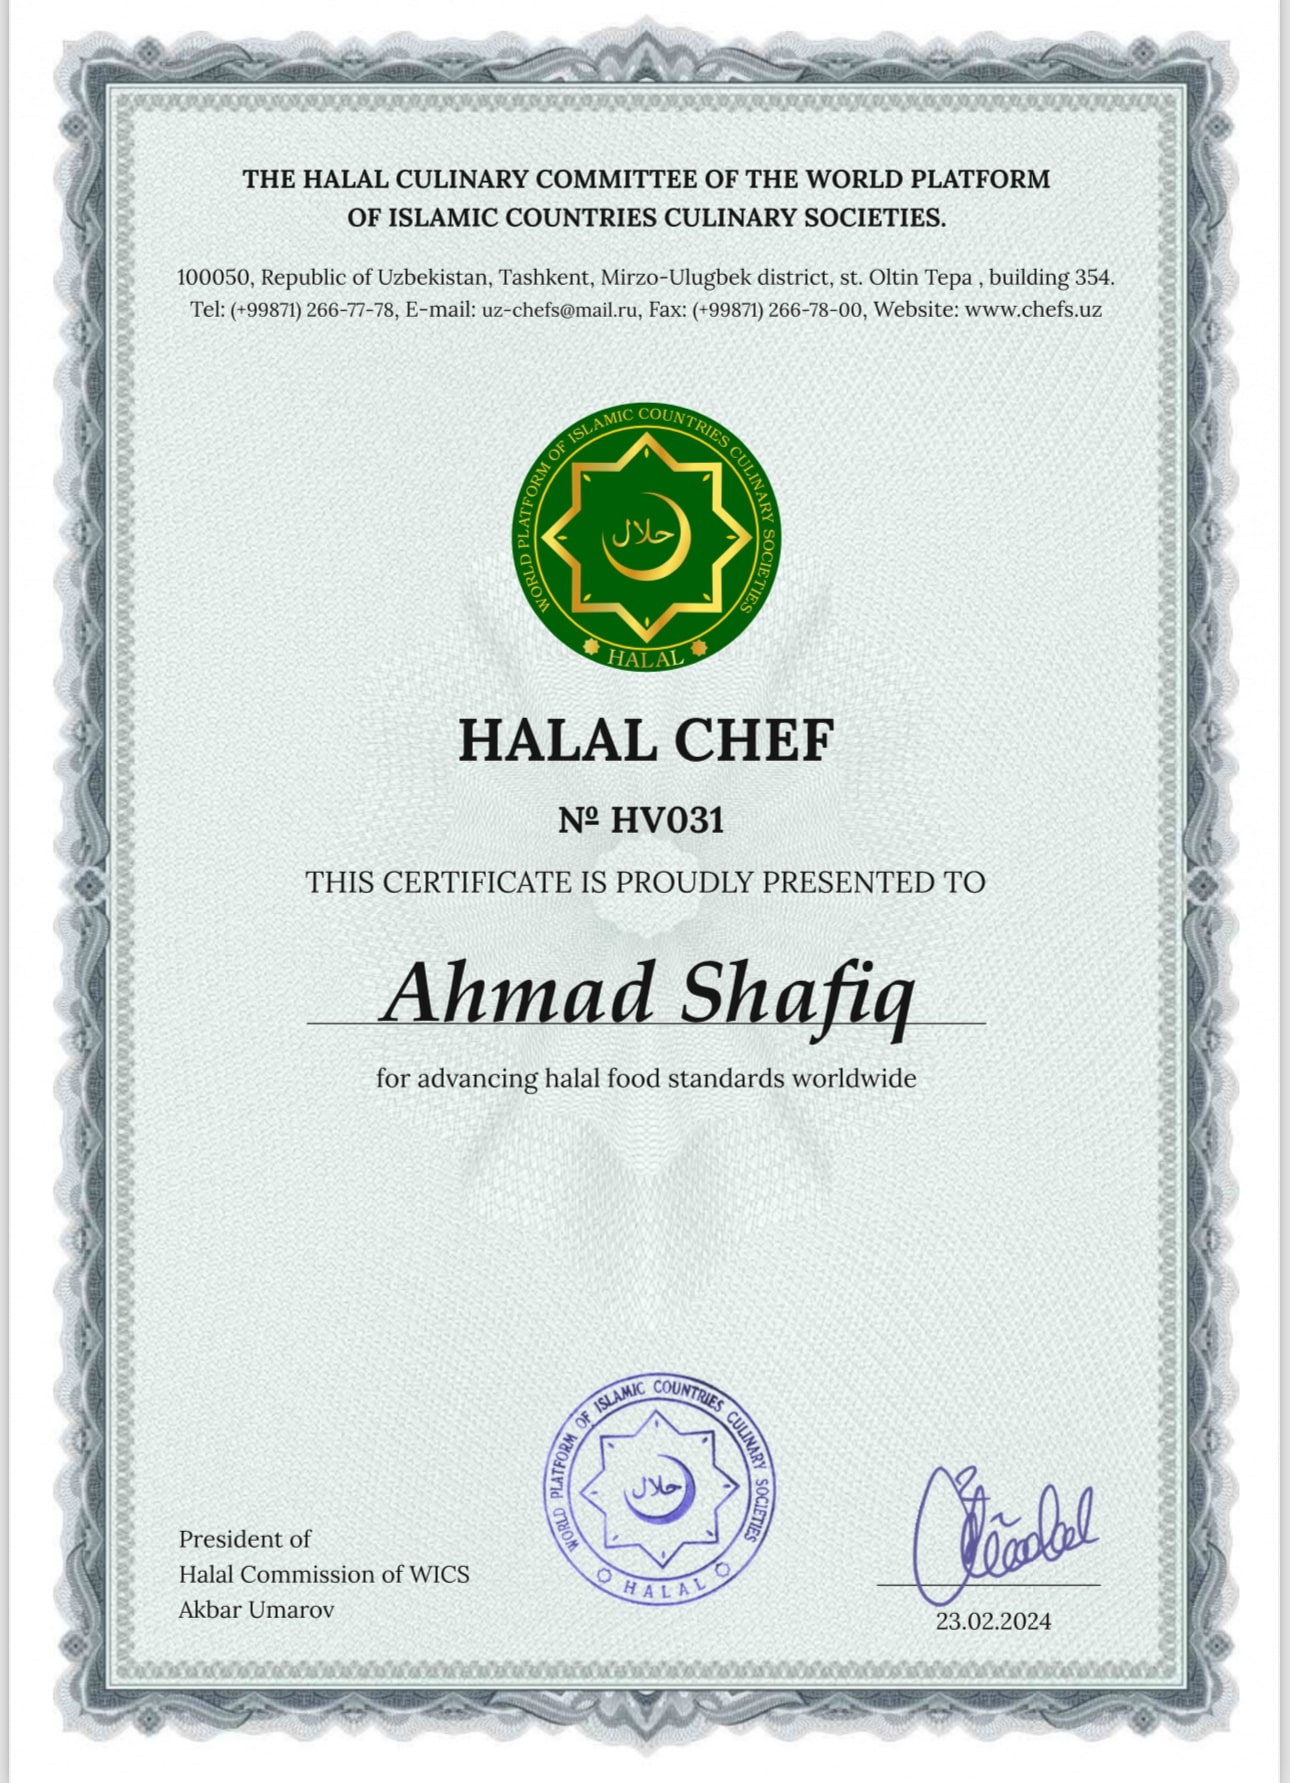 THE HALAL CULINARY COMMITTEE OF THE WORLD PLATFORM
OF ISLAMIC COUNTRIES CULINARY SOCIETIES.
100050, Republic of Uzbekistan, Tashkent, Mirzo-Ulugbek district, st. Oltin Tepa , building 354.
Tel: (+99871) 266-77-78, E-mail: uz-chefs@mail.ru, Fax: (+99871) 266-78-00, Website: www.chefs.uz
WORLD PLATFORM OF ISLAMIC COUNTRIES CULINARY SOCIETIES
حلال
HALAL
HALAL CHEF
№ HV031
THIS CERTIFICATE IS PROUDLY PRESENTED TO
Ahmad Shafiq
for advancing halal food standards worldwide
WORLD PLATFORM OF ISLAMIC COUNTRIES CULINARY SOCIETIES
حلال
HALAL
President of
Halal Commission of WICS
Akbar Umarov
23.02.2024